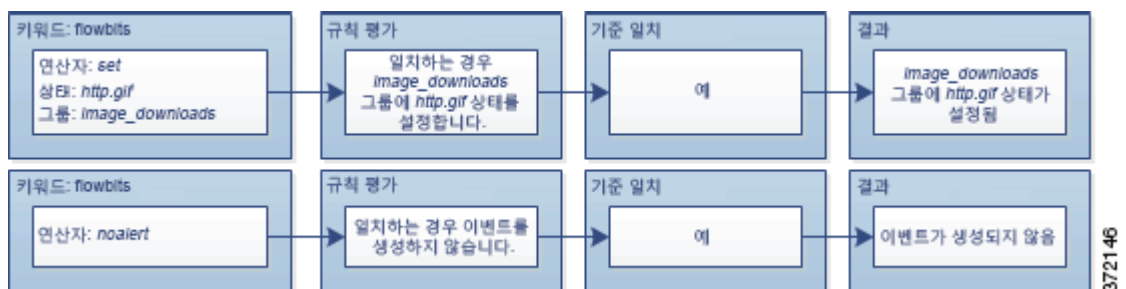 키워드: flowbits
연산자: set
상태: http.gif
그룹: image_downloads
규칙 평가
일치하는 경우
image_downloads
그룹에 http.gif 상태를
설정합니다.
기준 일치
예
결과
image_downloads
그룹에 http.gif 상태가
설정됨
키워드: flowbits
연산자: noalert
규칙 평가
일치하는 경우 이벤트를
생성하지 않습니다.
기준 일치
예
결과
이벤트가 생성되지 않음
372146